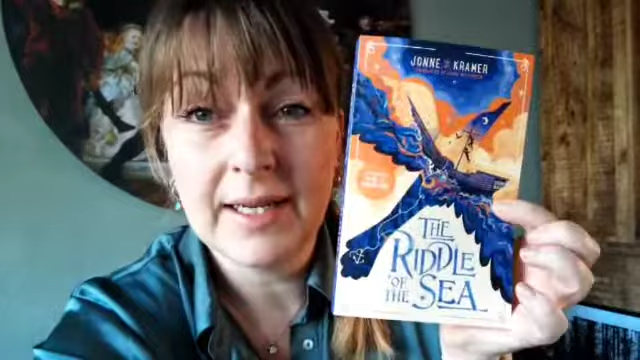 JONNE KRAMER
THE
RIDDLE
OF THE
SEA